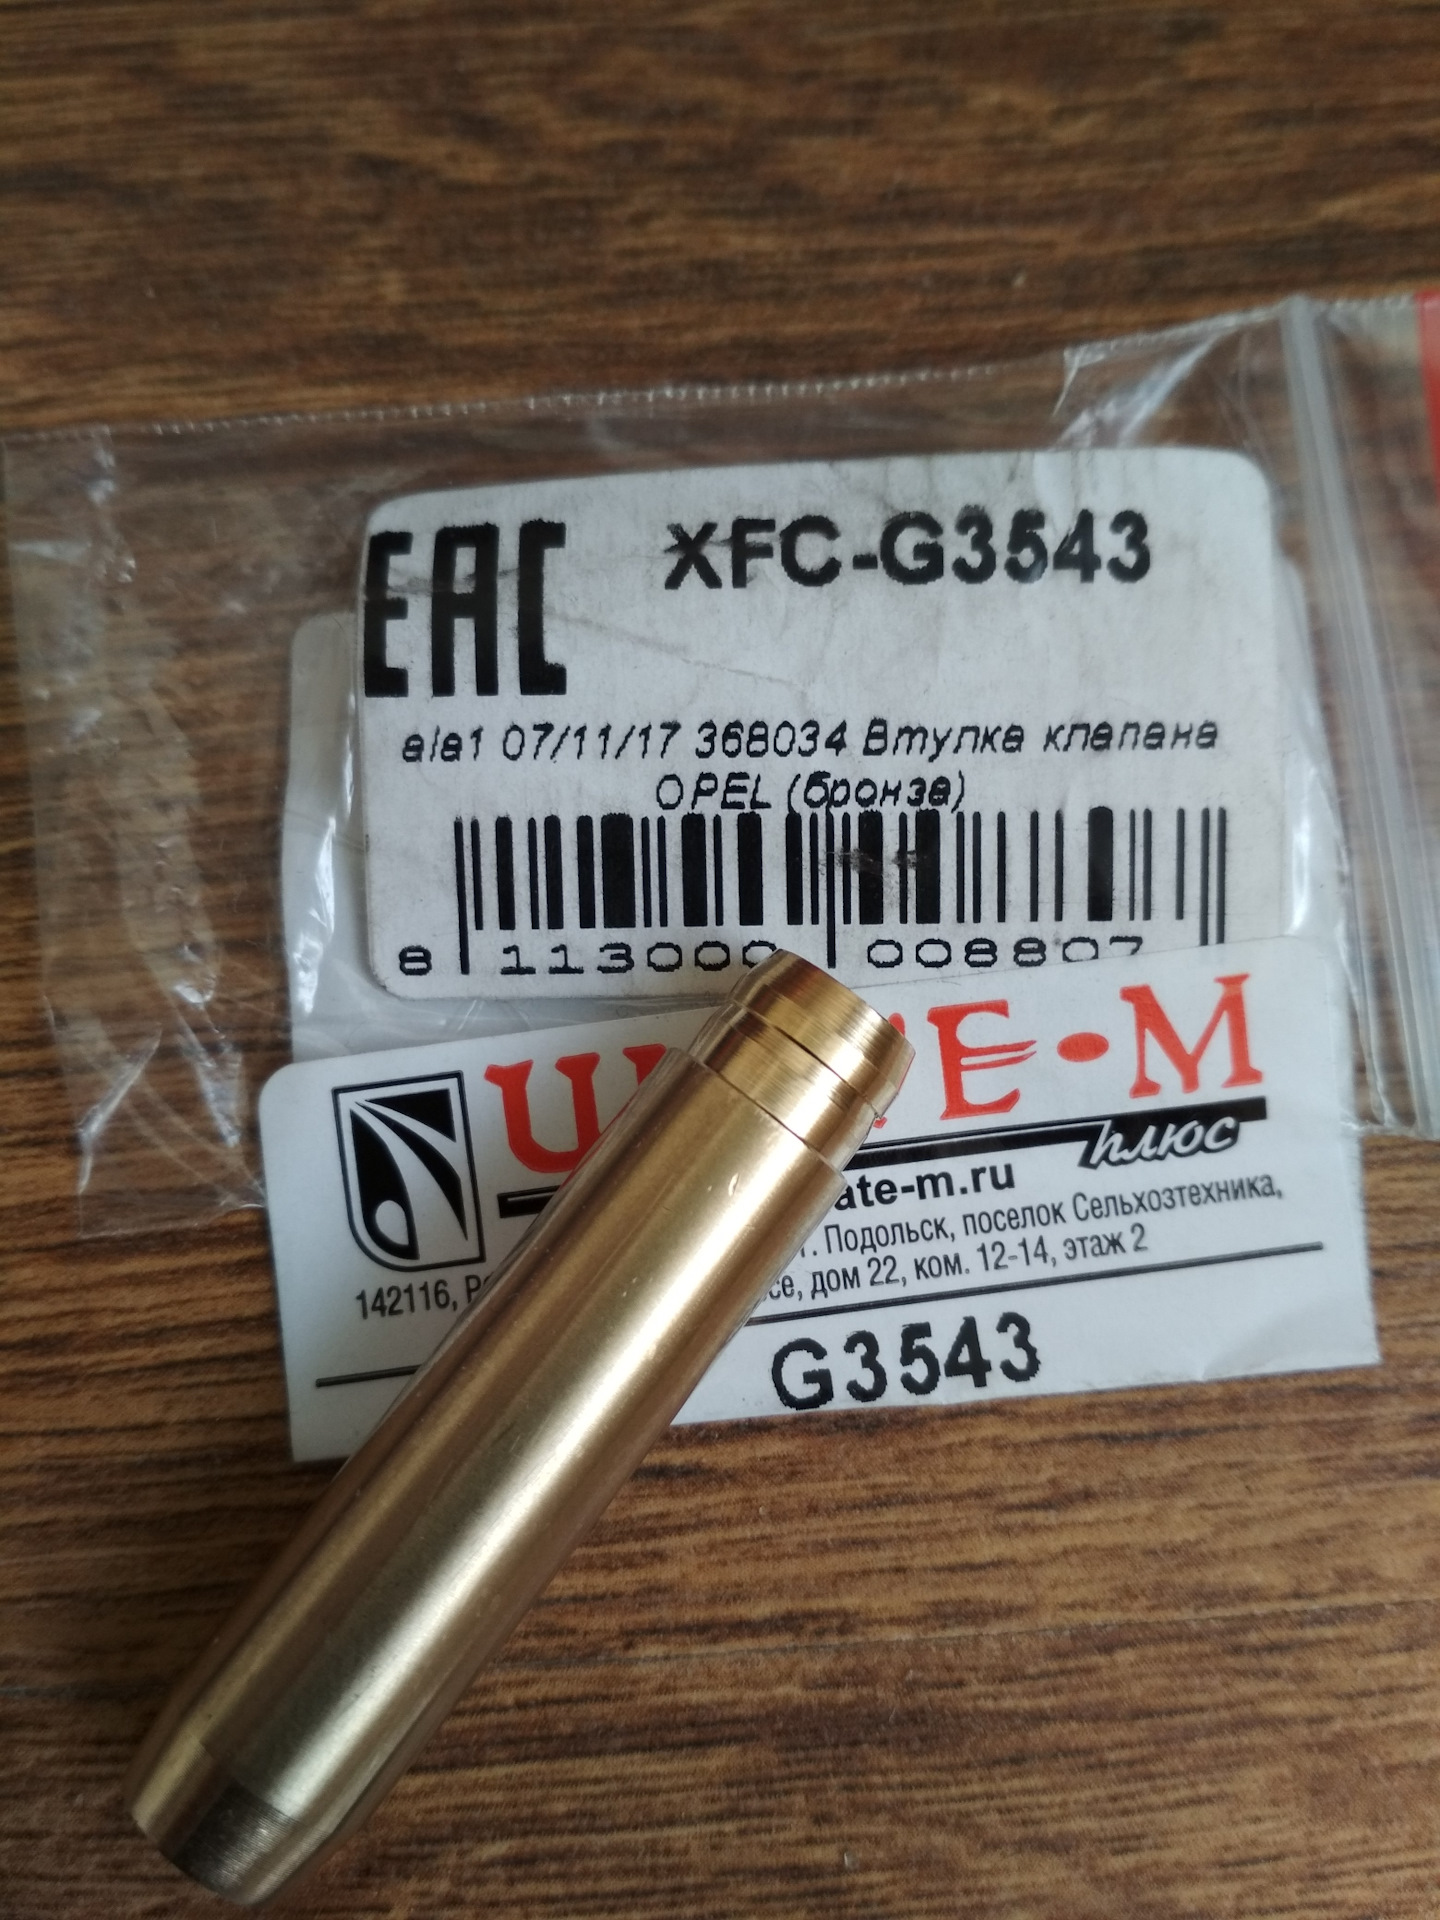 EAC XFC-G3543
ala1 07/11/17 368034 Втулка клапана
OPEL (бронза)
8 113000 008807
Е•М
плюс
ate-m.ru
г. Подольск, поселок Сельхозтехника,
142116, дом 22, ком. 12-14, этаж 2
G3543